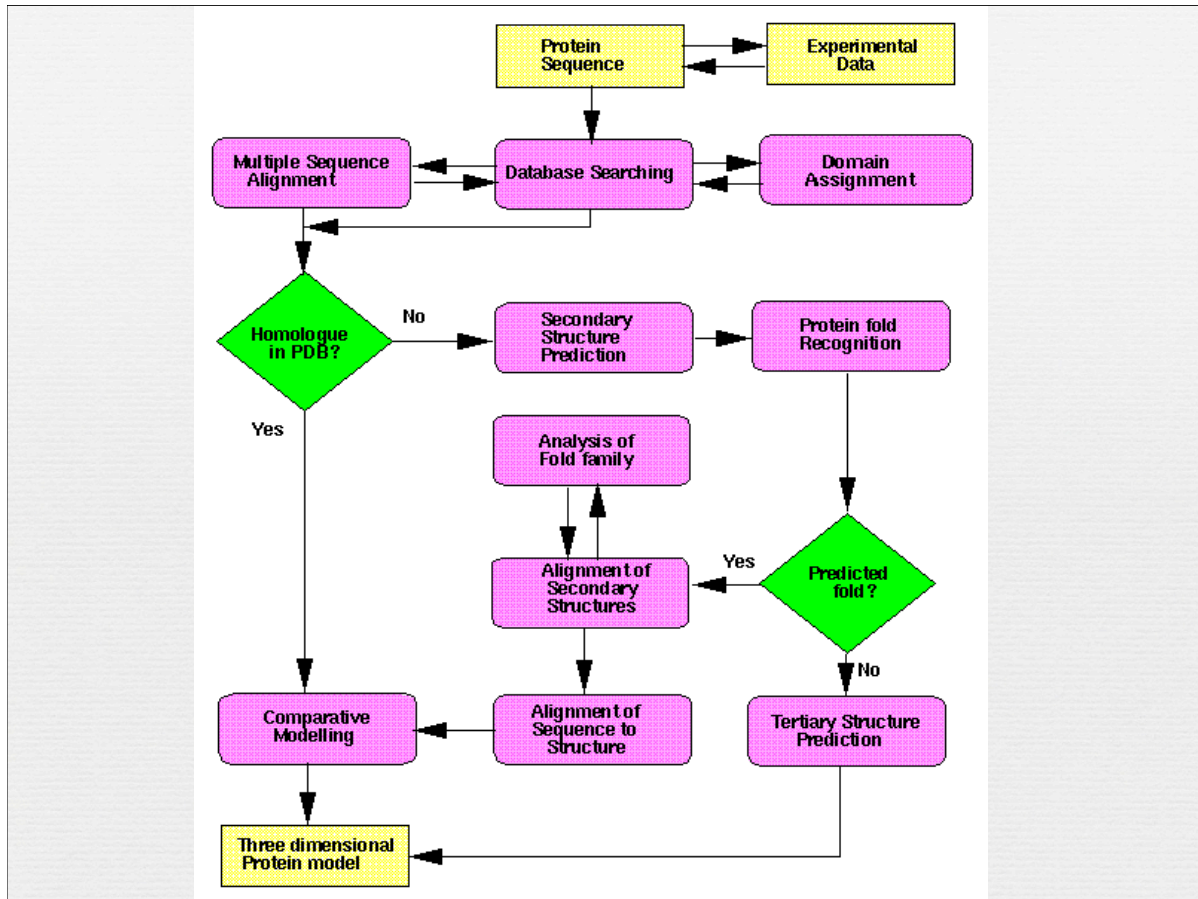 Protein
Sequence
Experimental
Data
Multiple Sequence
Alignment
Database Searching
Domain
Assignment
Homologue
in PDB?
No
Secondary
Structure
Prediction
Protein fold
Recognition
Yes
Analysis of
Fold family
Alignment of
Secondary
Structures
Yes
Predicted
fold?
No
Comparative
Modelling
Alignment of
Sequence to
Structure
Tertiary Structure
Prediction
Three dimensional
Protein model